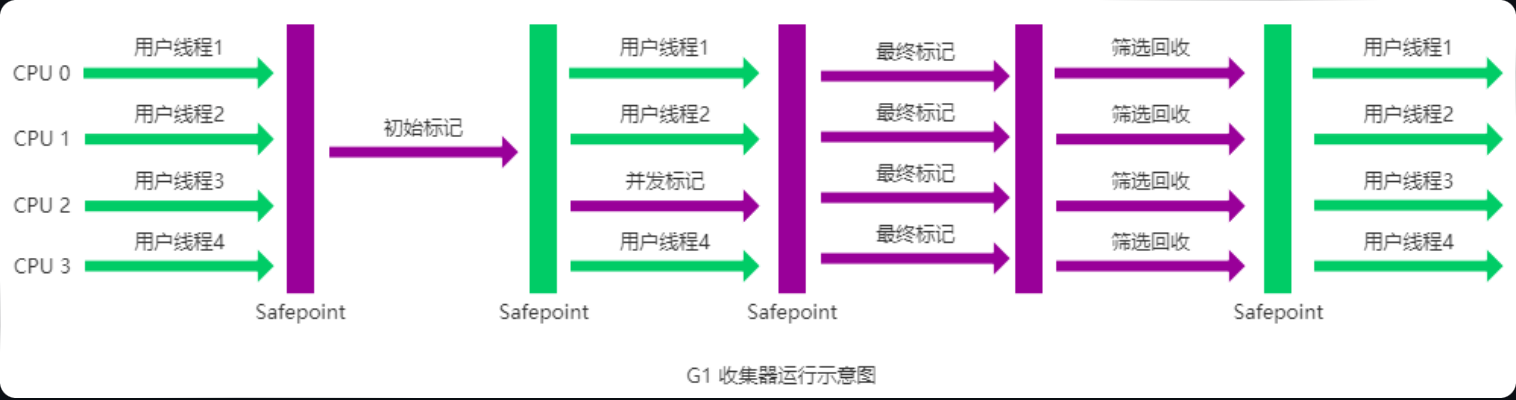 用户线程1 用户线程1 最终标记 筛选回收 用户线程1
CPU 0
用户线程2 用户线程2 最终标记 筛选回收 用户线程2
初始标记
CPU 1
用户线程3 并发标记 最终标记 筛选回收 用户线程3
CPU 2
用户线程4 用户线程4 最终标记 筛选回收 用户线程4
CPU 3
Safepoint Safepoint Safepoint Safepoint
G1 收集器运行示意图